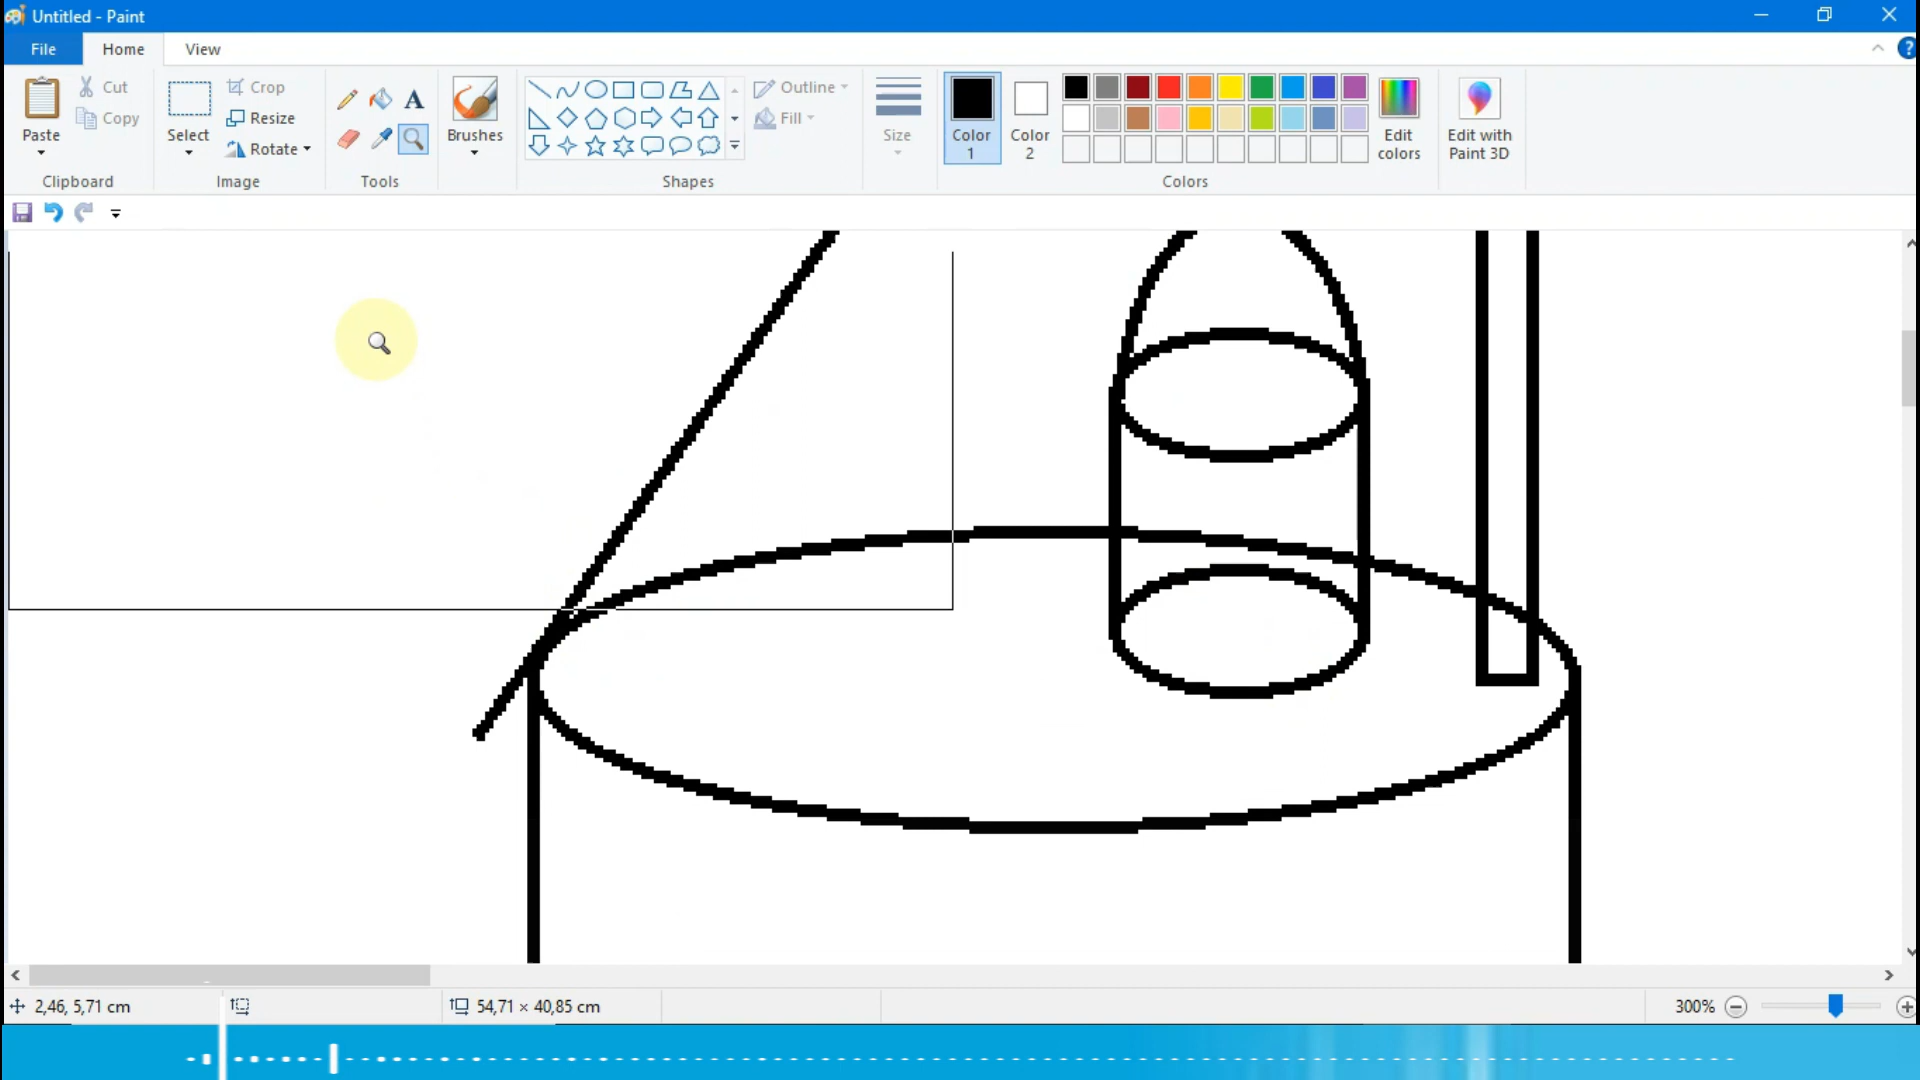 Untitled - Paint
File Home View ?
Paste Cut Copy Select Crop Resize Rotate A Brushes Outline Fill Size Color 1 Color 2 Edit colors Edit with Paint 3D
Clipboard Image Tools Shapes Colors
2,46, 5,71 cm 54,71 × 40,85 cm 300%